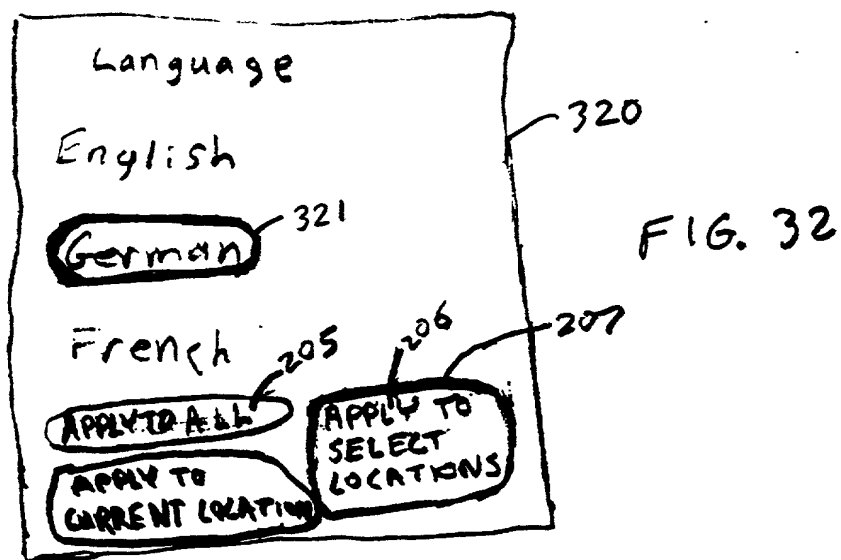 Language
320
English
321
German
FIG. 32
French
205
206
207
APPLY TO ALL
APPLY TO
SELECT
LOCATIONS
APPLY TO
CURRENT LOCATION